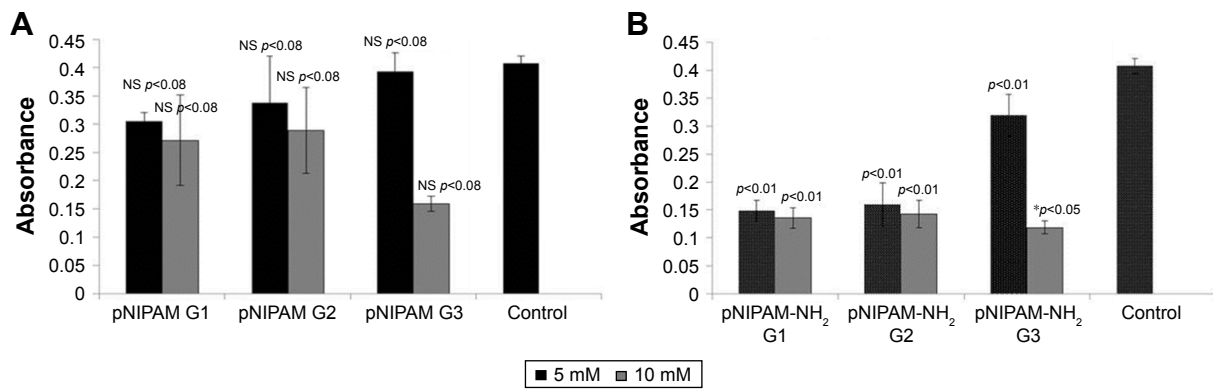 A
Absorbance
0.45
0.4
0.35
0.3
0.25
0.2
0.15
0.1
0.05
0
NS p<0.08
NS p<0.08
NS p<0.08
NS p<0.08
NS p<0.08
NS p<0.08
pNIPAM G1
pNIPAM G2
pNIPAM G3
Control
B
Absorbance
0.45
0.4
0.35
0.3
0.25
0.2
0.15
0.1
0.05
0
p<0.01
p<0.01
p<0.01
p<0.01
p<0.01
*p<0.05
pNIPAM-NH₂
G1
pNIPAM-NH₂
G2
pNIPAM-NH₂
G3
Control
5 mM
10 mM